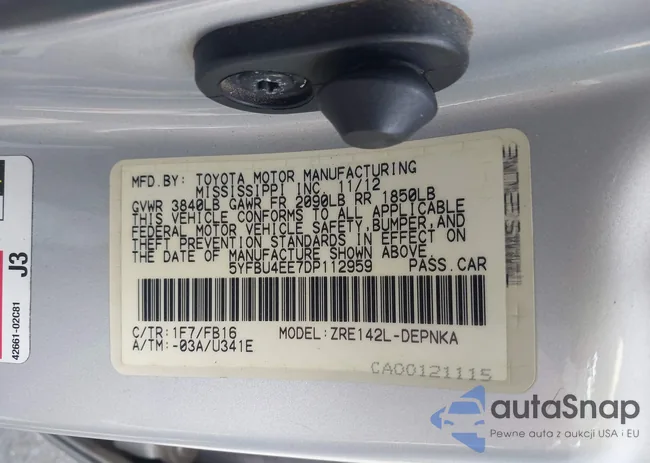 MFD.BY: TOYOTA MOTOR MANUFACTURING
MISSISSIPPI INC. 11/12
GVWR 3840LB GAWR FR 2090LB RR 1850LB
THIS VEHICLE CONFORMS TO ALL APPLICABLE
FEDERAL MOTOR VEHICLE SAFETY, BUMPER,AND
THEFT PREVENTION STANDARDS IN EFFECT ON
THE DATE OF MANUFACTURE SHOWN ABOVE.
5YFBU4EE7DP112959 PASS.CAR
C/TR:1F7/FB16 MODEL:ZRE142L-DEPNKA
A/TM:-03A/U341E
CA00121115
J3
42661-02C81
autaSnap
Pewne auta z aukcji USA i EU